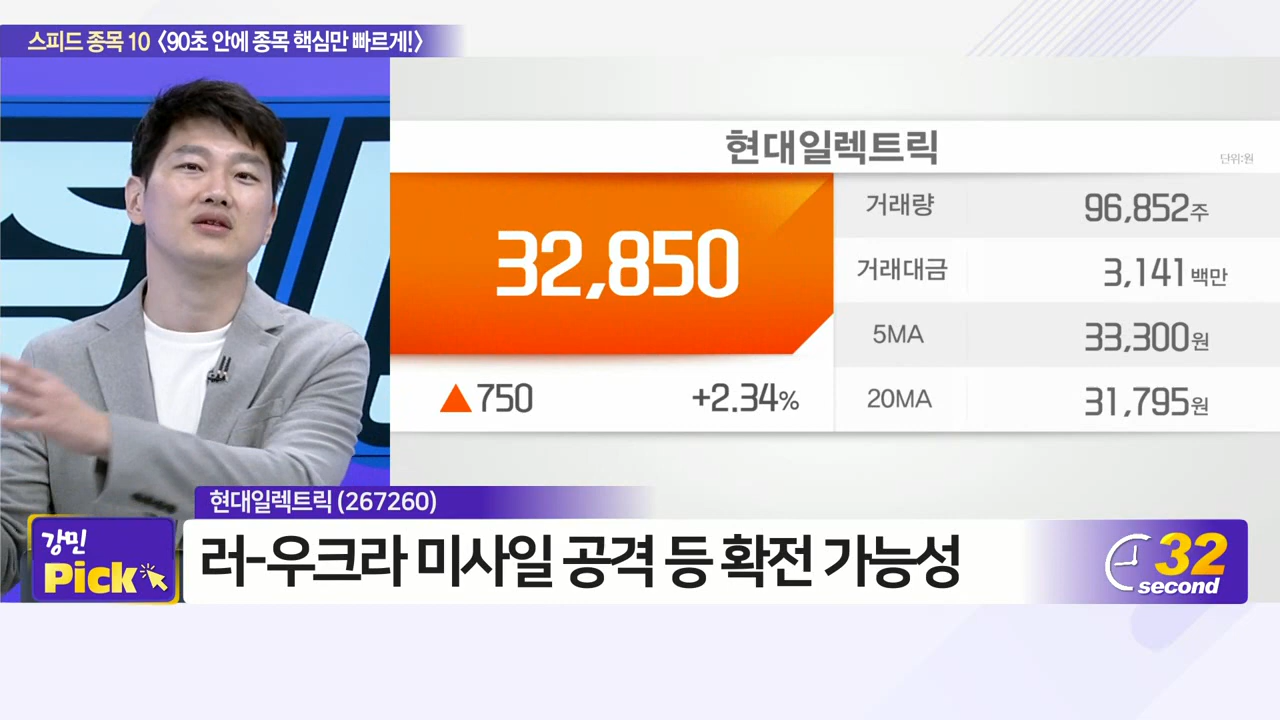 스피드 종목 10 〈90초 안에 종목 핵심만 빠르게!〉
현대일렉트릭
단위:원
32,850
▲750 +2.34%
거래량 96,852주
거래대금 3,141백만
5MA 33,300원
20MA 31,795원
현대일렉트릭 (267260)
강민
Pick
러-우크라 미사일 공격 등 확전 가능성
32
second